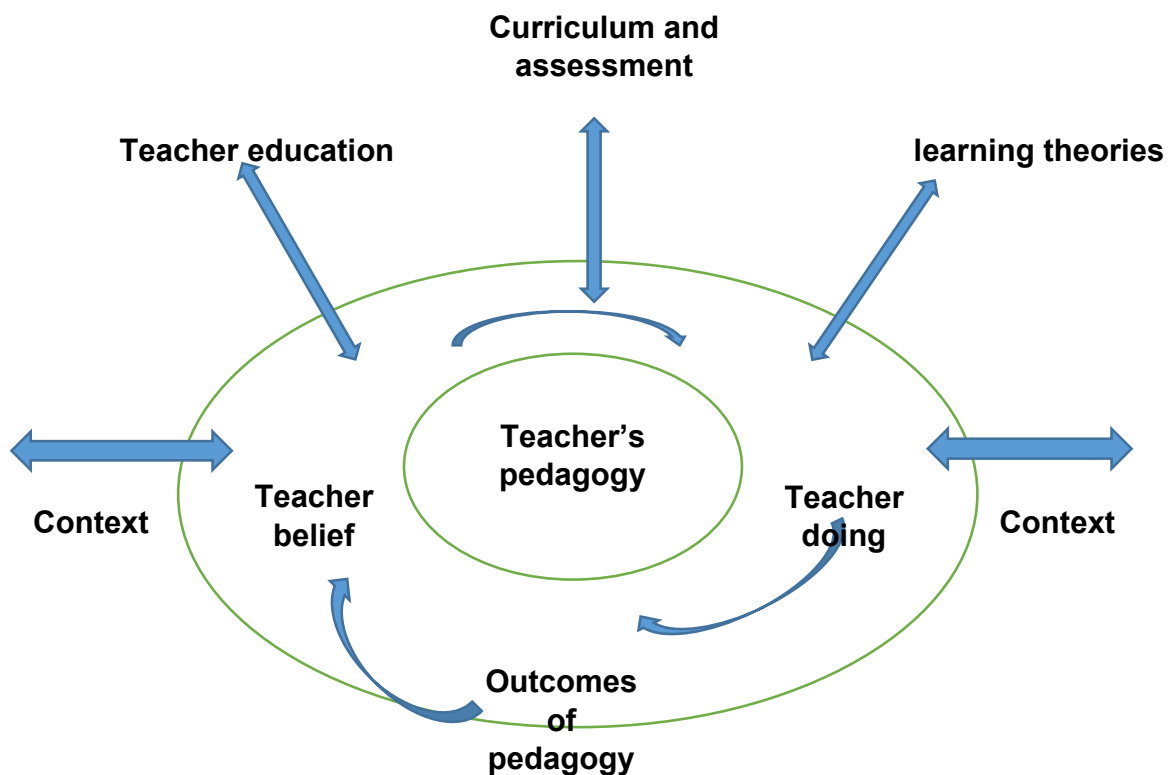 Curriculum and
assessment
Teacher education
learning theories
Teacher's
pedagogy
Teacher
belief
Teacher
doing
Context
Context
Outcomes
of
pedagogy